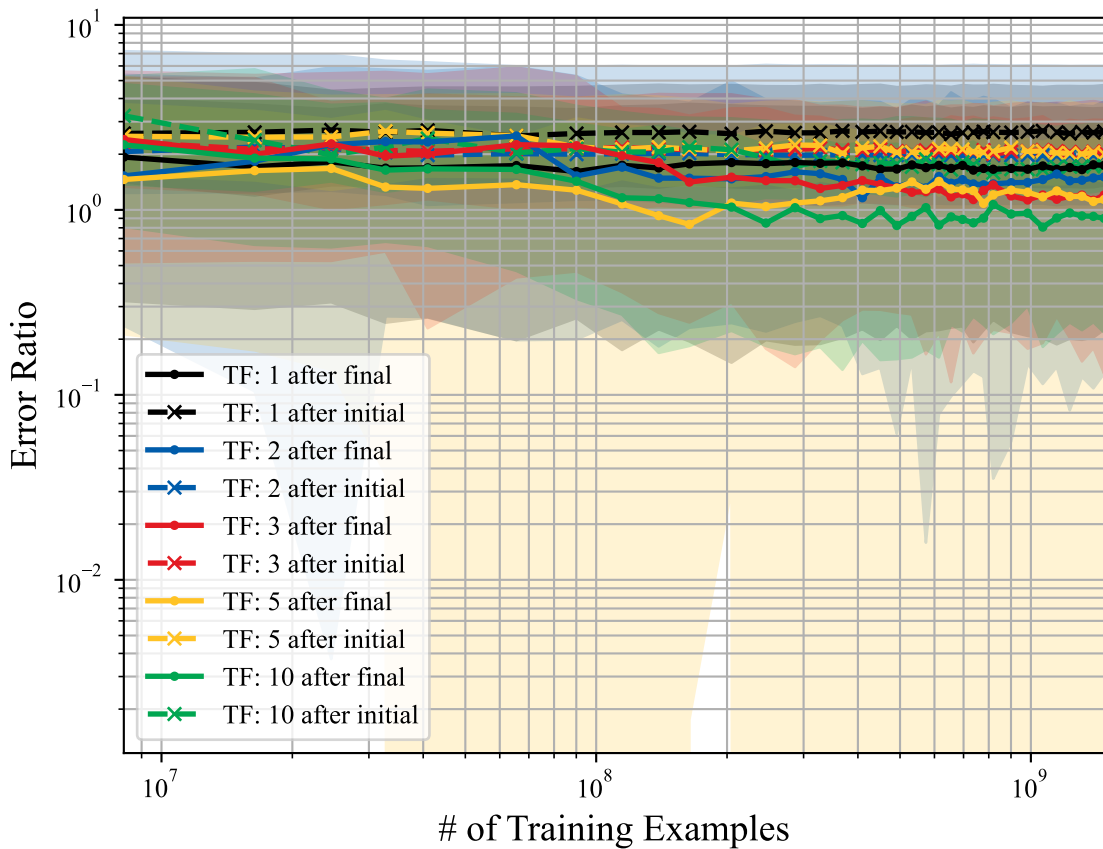 10^1
10^0
10^−1
10^−2
Error Ratio
TF: 1 after final
TF: 1 after initial
TF: 2 after final
TF: 2 after initial
TF: 3 after final
TF: 3 after initial
TF: 5 after final
TF: 5 after initial
TF: 10 after final
TF: 10 after initial
10^7
10^8
10^9
# of Training Examples